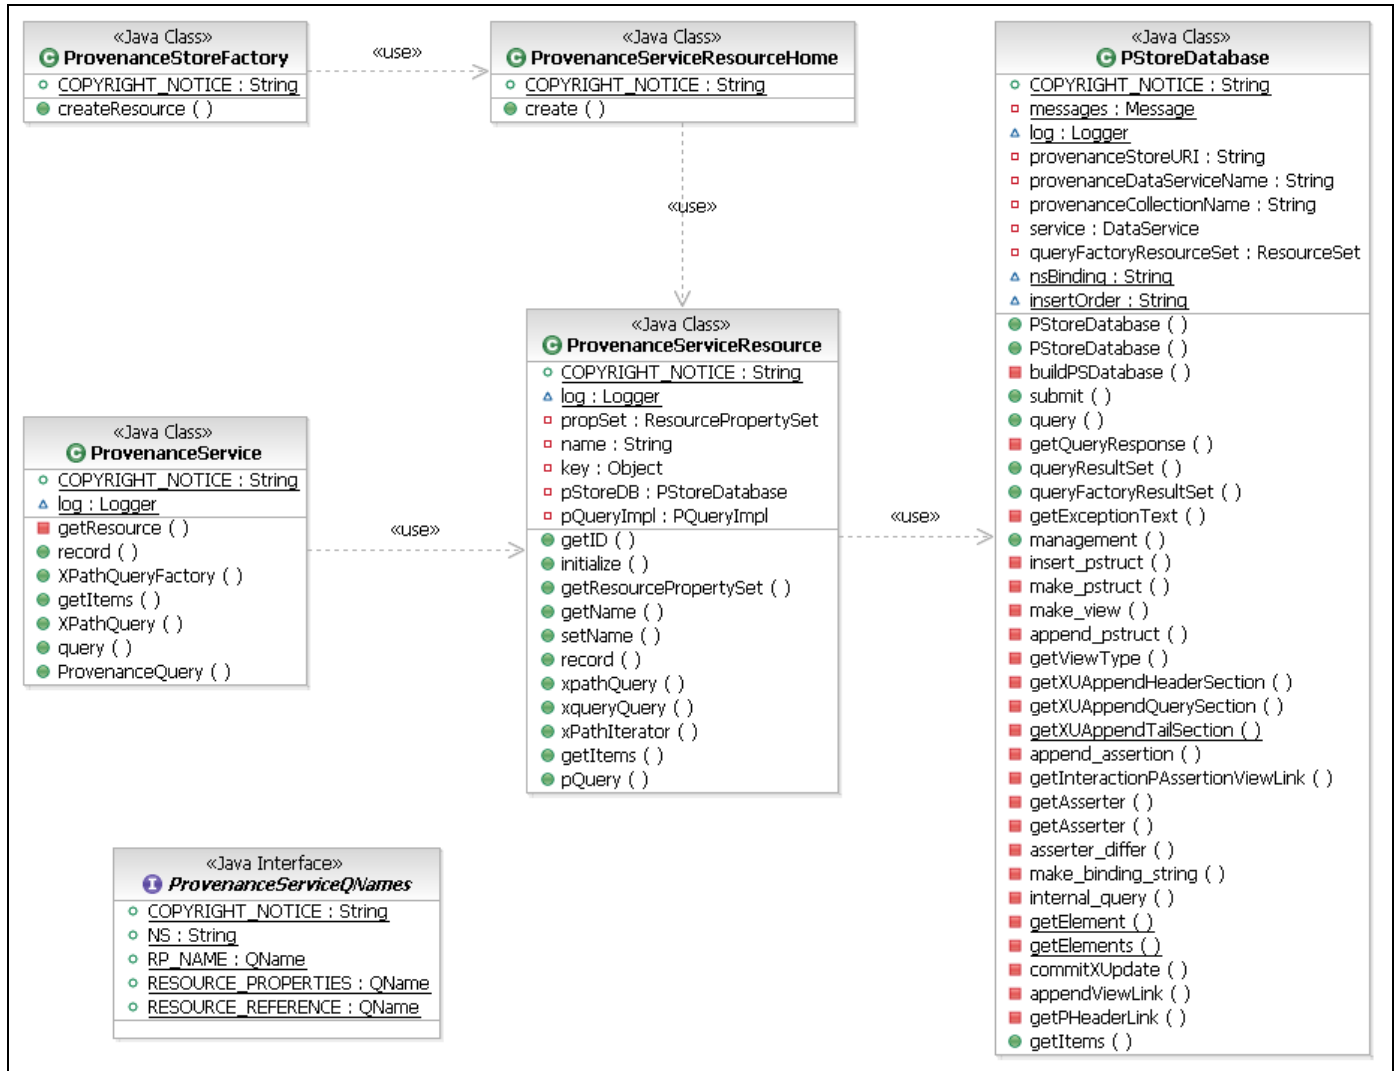 «Java Class»
ProvenanceStoreFactory
COPYRIGHT_NOTICE : String
createResource ( )
«use»
«Java Class»
ProvenanceServiceResourceHome
COPYRIGHT_NOTICE : String
create ( )
«use»
«Java Class»
PStoreDatabase
COPYRIGHT_NOTICE : String
messages : Message
log : Logger
provenanceStoreURI : String
provenanceDataServiceName : String
provenanceCollectionName : String
service : DataService
queryFactoryResourceSet : ResourceSet
nsBinding : String
insertOrder : String
PStoreDatabase ( )
PStoreDatabase ( )
buildPSDatabase ( )
submit ( )
query ( )
getQueryResponse ( )
queryResultSet ( )
queryFactoryResultSet ( )
getExceptionText ( )
management ( )
insert_pstruct ( )
make_pstruct ( )
make_view ( )
append_pstruct ( )
getViewType ( )
getXUAppendHeaderSection ( )
getXUAppendQuerySection ( )
getXUAppendTailSection ( )
append_assertion ( )
getInteractionPAssertionViewLink ( )
getAsserter ( )
getAsserter ( )
asserter_differ ( )
make_binding_string ( )
internal_query ( )
getElement ( )
getElements ( )
commitXUpdate ( )
appendViewLink ( )
getPHeaderLink ( )
getItems ( )
«Java Class»
ProvenanceServiceResource
COPYRIGHT_NOTICE : String
log : Logger
propSet : ResourcePropertySet
name : String
key : Object
pStoreDB : PStoreDatabase
pQueryImpl : PQueryImpl
getID ( )
initialize ( )
getResourcePropertySet ( )
getName ( )
setName ( )
record ( )
xpathQuery ( )
xqueryQuery ( )
xPathIterator ( )
getItems ( )
pQuery ( )
«use»
«Java Class»
ProvenanceService
COPYRIGHT_NOTICE : String
log : Logger
getResource ( )
record ( )
XPathQueryFactory ( )
getItems ( )
XPathQuery ( )
query ( )
ProvenanceQuery ( )
«use»
«Java Interface»
ProvenanceServiceQNames
COPYRIGHT_NOTICE : String
NS : String
RP_NAME : QName
RESOURCE_PROPERTIES : QName
RESOURCE_REFERENCE : QName